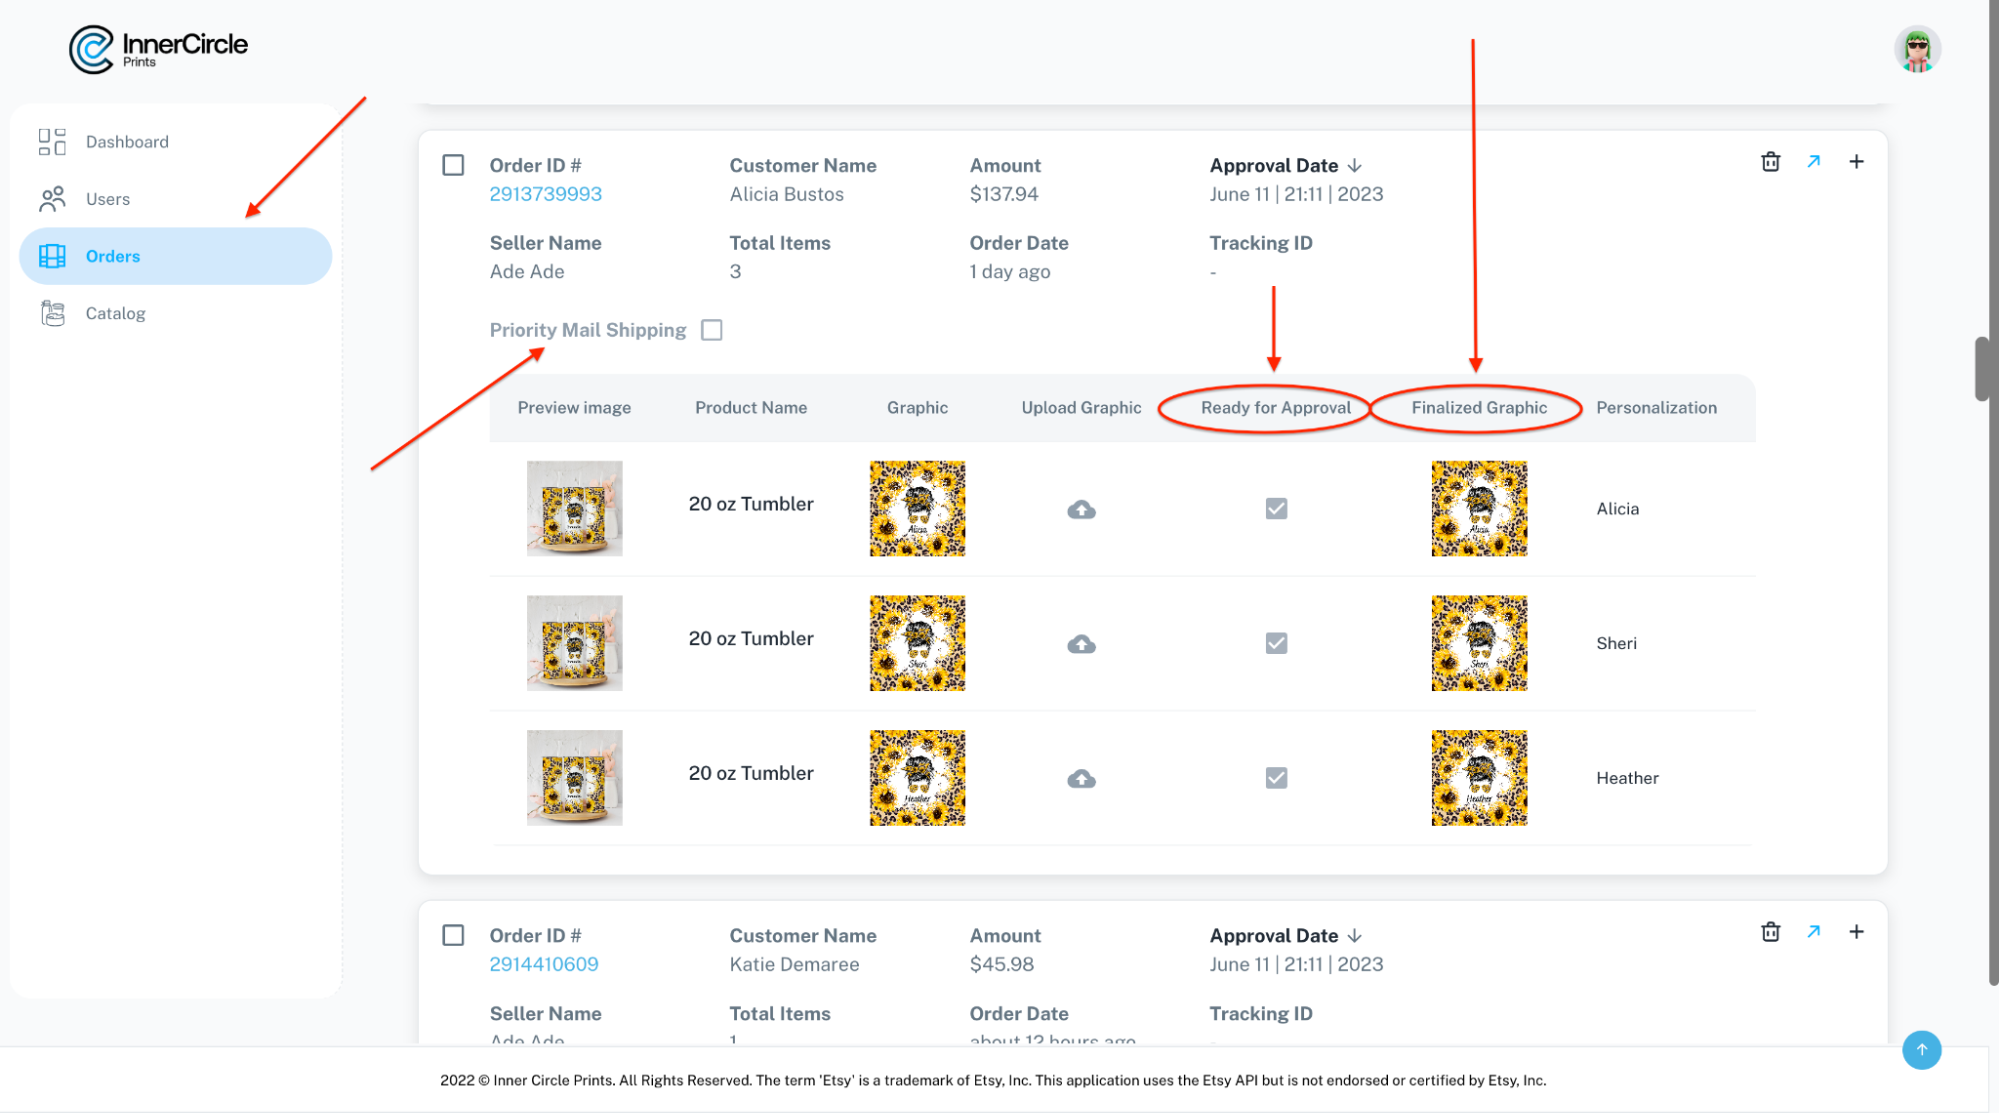 InnerCircle
Prints
Dashboard
Users
Orders
Catalog
Order ID # Customer Name Amount Approval Date ↓
2913739993 Alicia Bustos $137.94 June 11 | 21:11 | 2023
Seller Name Total Items Order Date Tracking ID
Ade Ade 3 1 day ago -
Priority Mail Shipping
Preview image Product Name Graphic Upload Graphic Ready for Approval Finalized Graphic Personalization
20 oz Tumbler Alicia Alicia Alicia
20 oz Tumbler Sheri Sheri Sheri
20 oz Tumbler Heather Heather Heather
Order ID # Customer Name Amount Approval Date ↓
2914410609 Katie Demaree $45.98 June 11 | 21:11 | 2023
Seller Name Total Items Order Date Tracking ID
Ade Ade 1 about 12 hours ago -
2022 © Inner Circle Prints. All Rights Reserved. The term 'Etsy' is a trademark of Etsy, Inc. This application uses the Etsy API but is not endorsed or certified by Etsy, Inc.